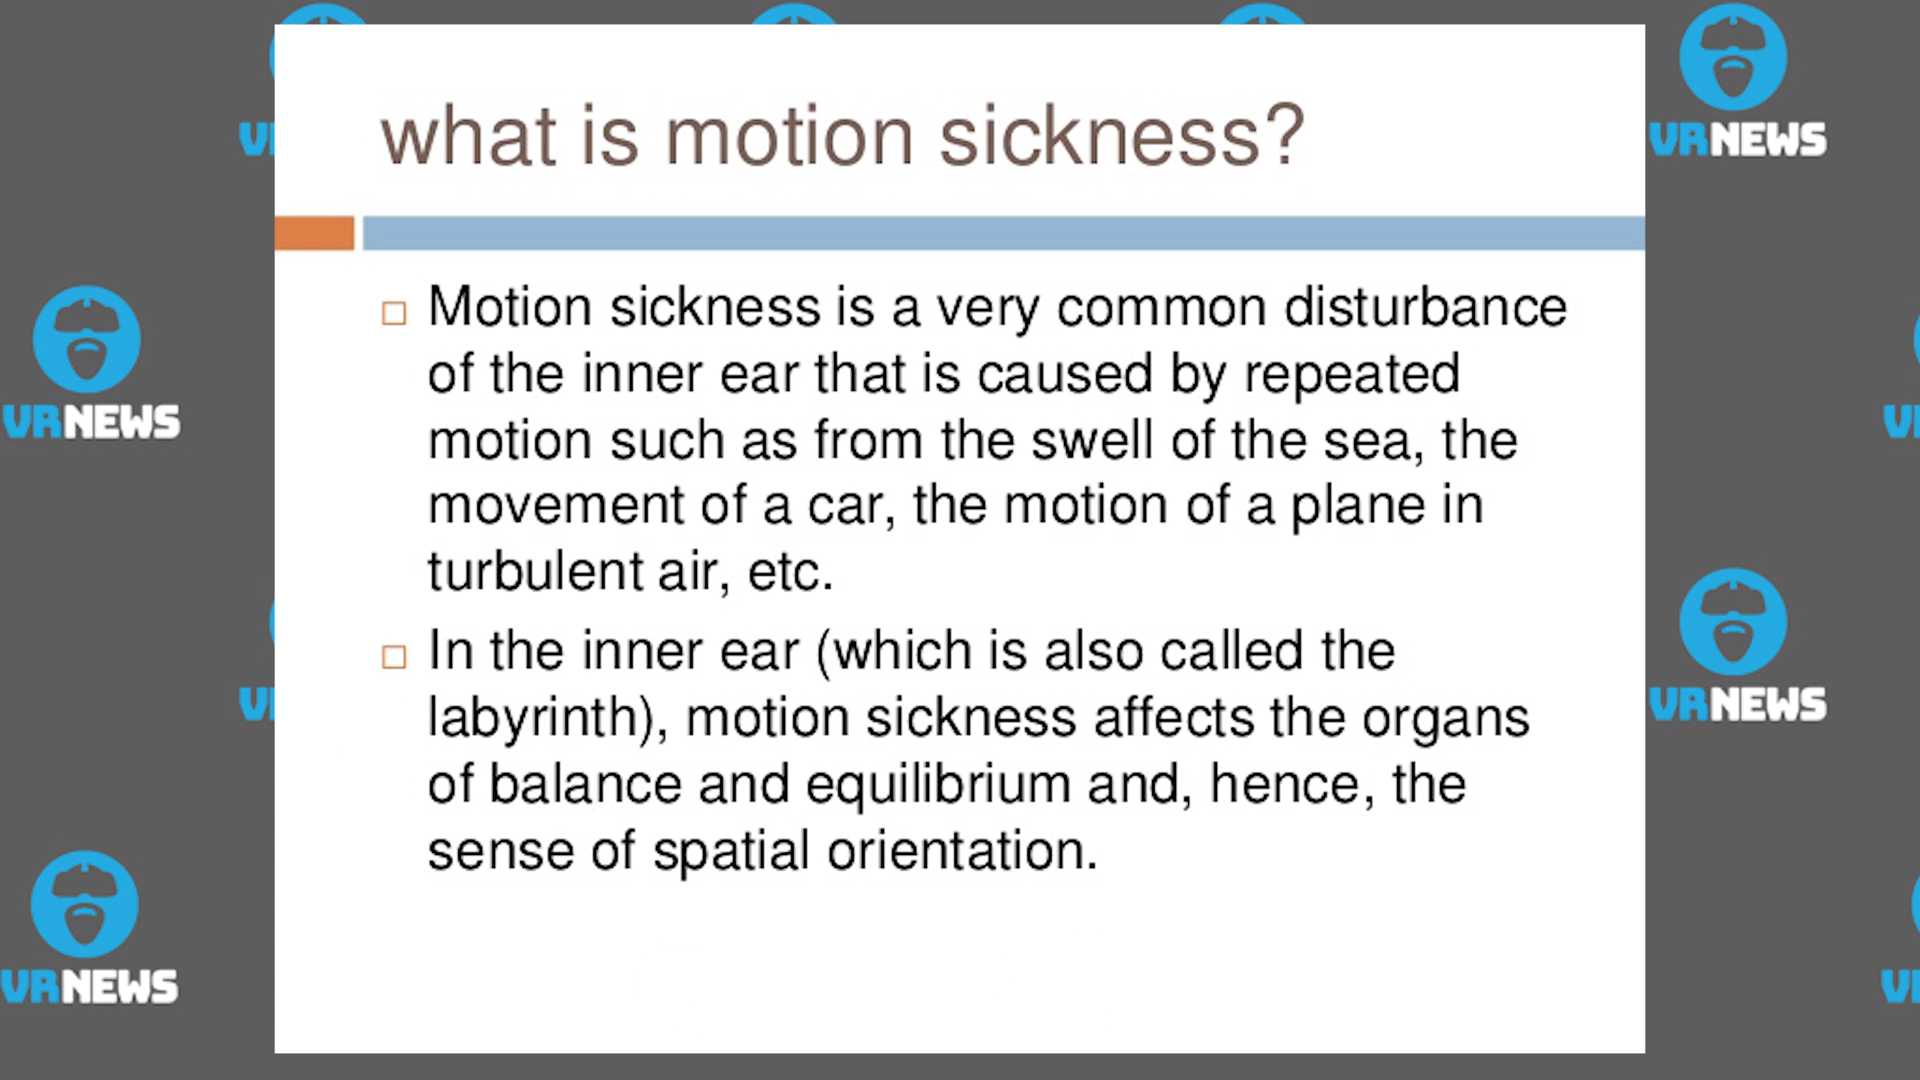 what is motion sickness?
Motion sickness is a very common disturbance
of the inner ear that is caused by repeated
motion such as from the swell of the sea, the
movement of a car, the motion of a plane in
turbulent air, etc.
In the inner ear (which is also called the
labyrinth), motion sickness affects the organs
of balance and equilibrium and, hence, the
sense of spatial orientation.
VRNEWS
VRNEWS
VRNEWS
VRNEWS